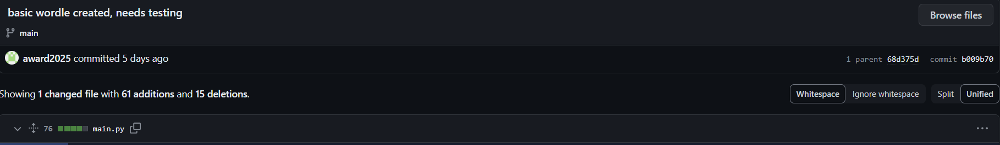 basic wordle created, needs testing
Browse files
main
award2025 committed 5 days ago
1 parent 68d375d commit b009b70
Showing 1 changed file with 61 additions and 15 deletions.
Whitespace Ignore whitespace Split Unified
76 main.py